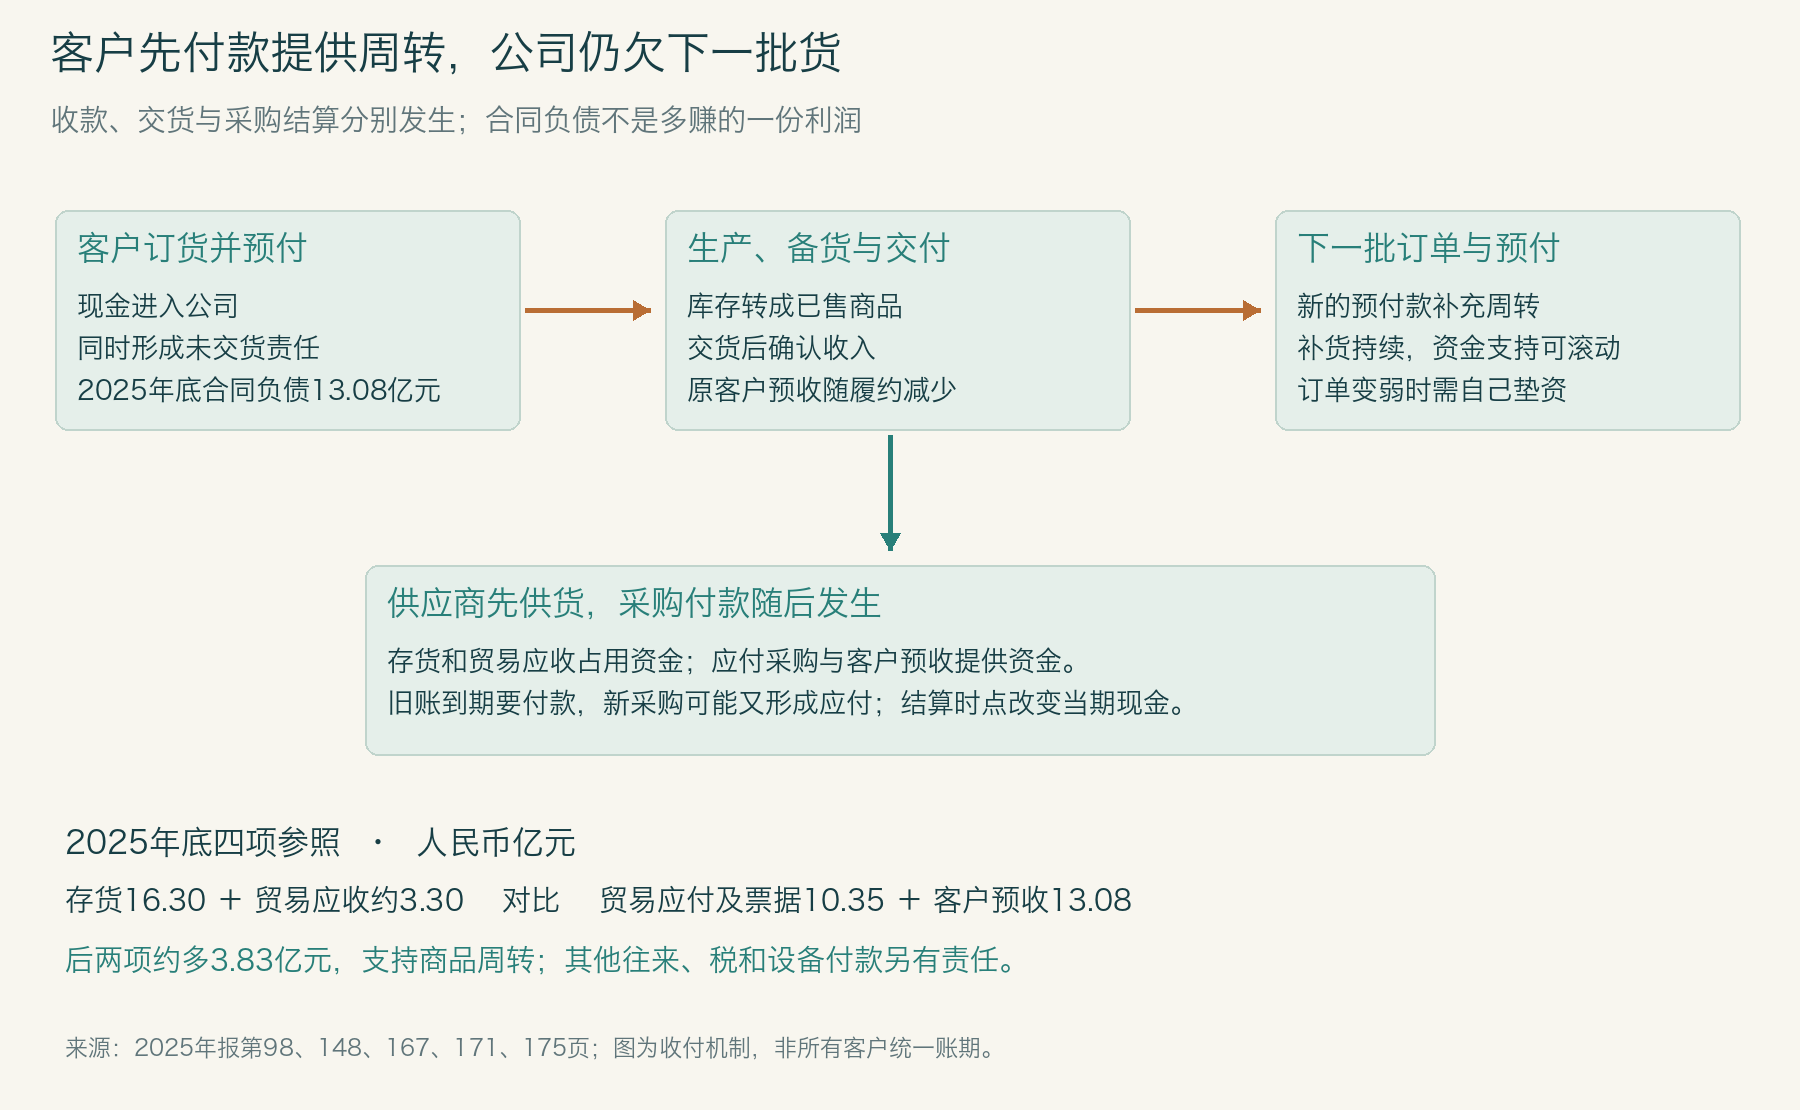 客户先付款提供周转，公司仍欠下一批货
收款、交货与采购结算分别发生；合同负债不是多赚的一份利润
客户订货并预付
现金进入公司
同时形成未交货责任
2025年底合同负债13.08亿元
生产、备货与交付
库存转成已售商品
交货后确认收入
原客户预收随履约减少
下一批订单与预付
新的预付款补充周转
补货持续，资金支持可滚动
订单变弱时需自己垫资
供应商先供货，采购付款随后发生
存货和贸易应收占用资金；应付采购与客户预收提供资金。
旧账到期要付款，新采购可能又形成应付；结算时点改变当期现金。
2025年底四项参照 · 人民币亿元
存货16.30 + 贸易应收约3.30 对比 贸易应付及票据10.35 + 客户预收13.08
后两项约多3.83亿元，支持商品周转；其他往来、税和设备付款另有责任。
来源：2025年报第98、148、167、171、175页；图为收付机制，非所有客户统一账期。